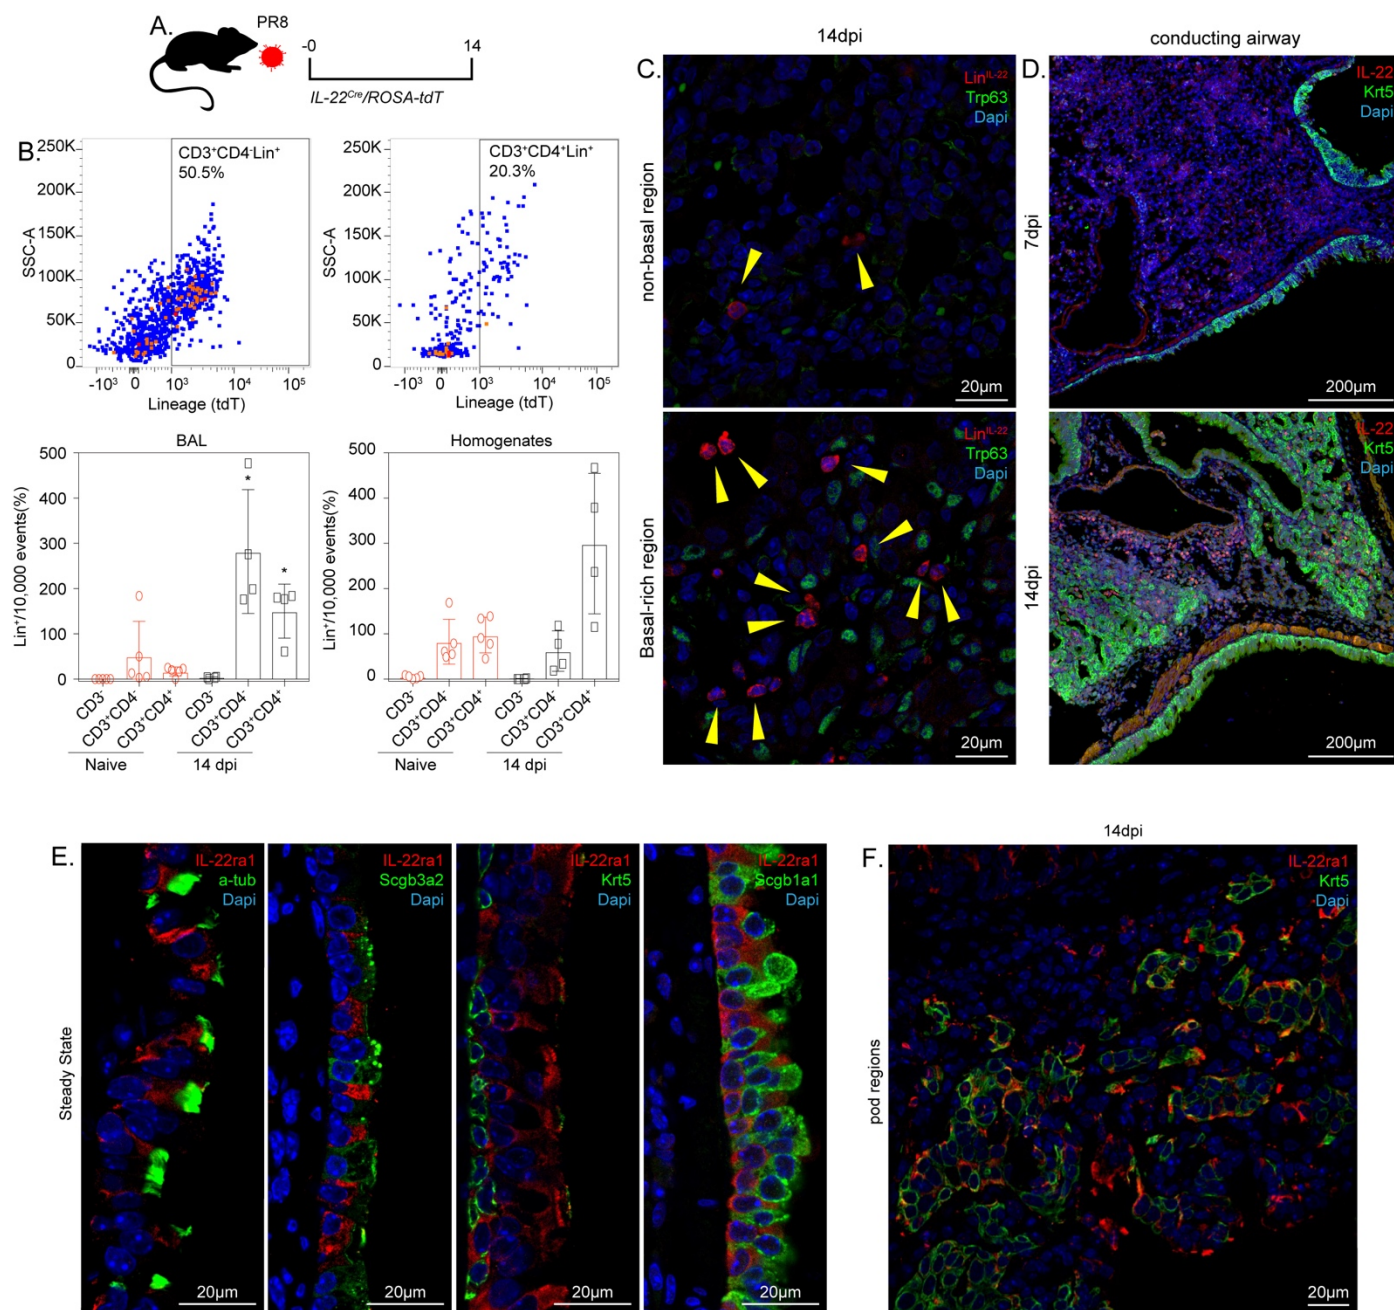 A.
PR8
-0
14
IL-22Cre/ROSA-tdT
B.
CD3+CD4-Lin+
50.5%
250K
200K
150K
100K
50K
0
SSC-A
-10³
0
10³
10⁴
10⁵
Lineage (tdT)
CD3+CD4+Lin+
20.3%
250K
200K
150K
100K
50K
0
SSC-A
-10³
0
10³
10⁴
10⁵
Lineage (tdT)
BAL
500
400
300
200
100
0
Lin+/10,000 events(%)
*
*
CD3-
CD3+CD4-
CD3+CD4+
CD3-
CD3+CD4-
CD3+CD4+
Naive
14 dpi
Homogenates
500
400
300
200
100
0
Lin+/10,000 events(%)
CD3-
CD3+CD4-
CD3+CD4+
CD3-
CD3+CD4-
CD3+CD4+
Naive
14 dpi
C.
14dpi
non-basal region
LinIL-22
Trp63
Dapi
20µm
Basal-rich region
LinIL-22
Trp63
Dapi
20µm
D.
conducting airway
7dpi
IL-22
Krt5
Dapi
200µm
14dpi
IL-22
Krt5
Dapi
200µm
E.
Steady State
IL-22ra1
a-tub
Dapi
20µm
IL-22ra1
Scgb3a2
Dapi
20µm
IL-22ra1
Krt5
Dapi
20µm
IL-22ra1
Scgb1a1
Dapi
20µm
F.
14dpi
pod regions
IL-22ra1
Krt5
Dapi
20µm